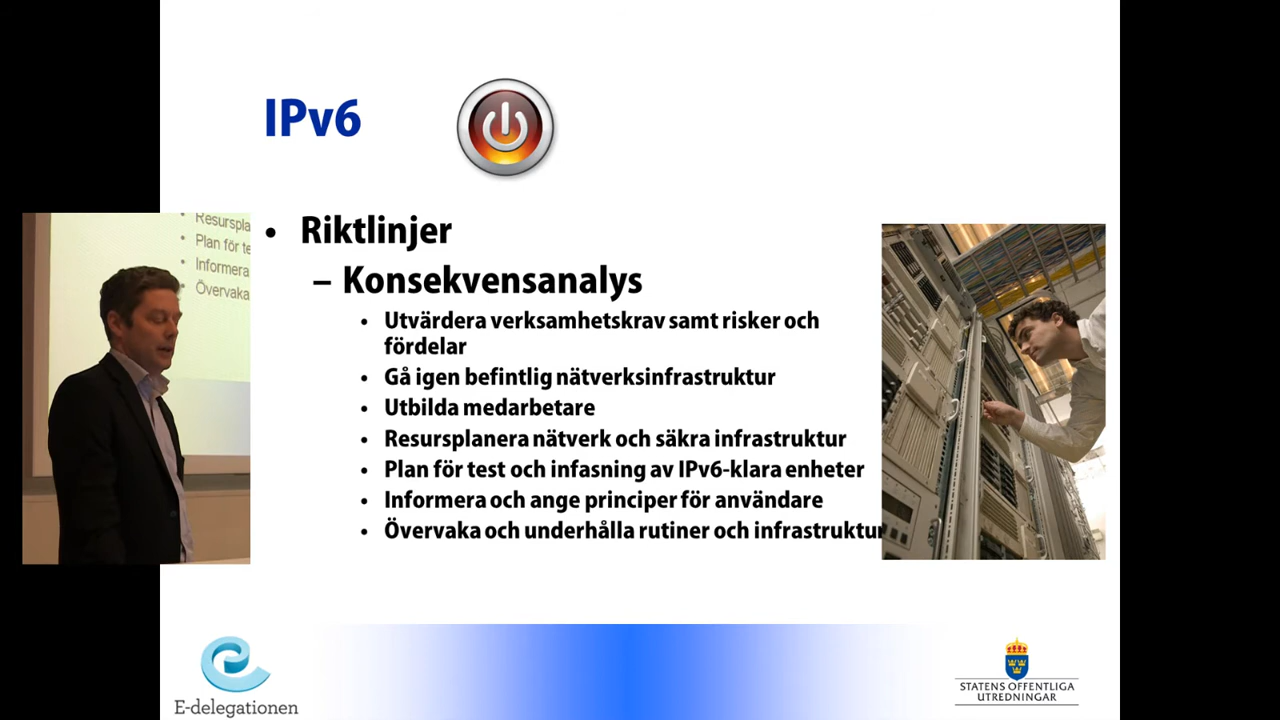 IPv6
• Riktlinjer
– Konsekvensanalys
• Utvärdera verksamhetskrav samt risker och
fördelar
• Gå igen befintlig nätverksinfrastruktur
• Utbilda medarbetare
• Resursplanera nätverk och säkra infrastruktur
• Plan för test och infasning av IPv6-klara enheter
• Informera och ange principer för användare
• Övervaka och underhålla rutiner och infrastruktur
• Resurspla
• Plan för te
• Informera
• Övervaka
E-delegationen
STATENS OFFENTLIGA
UTREDNINGAR